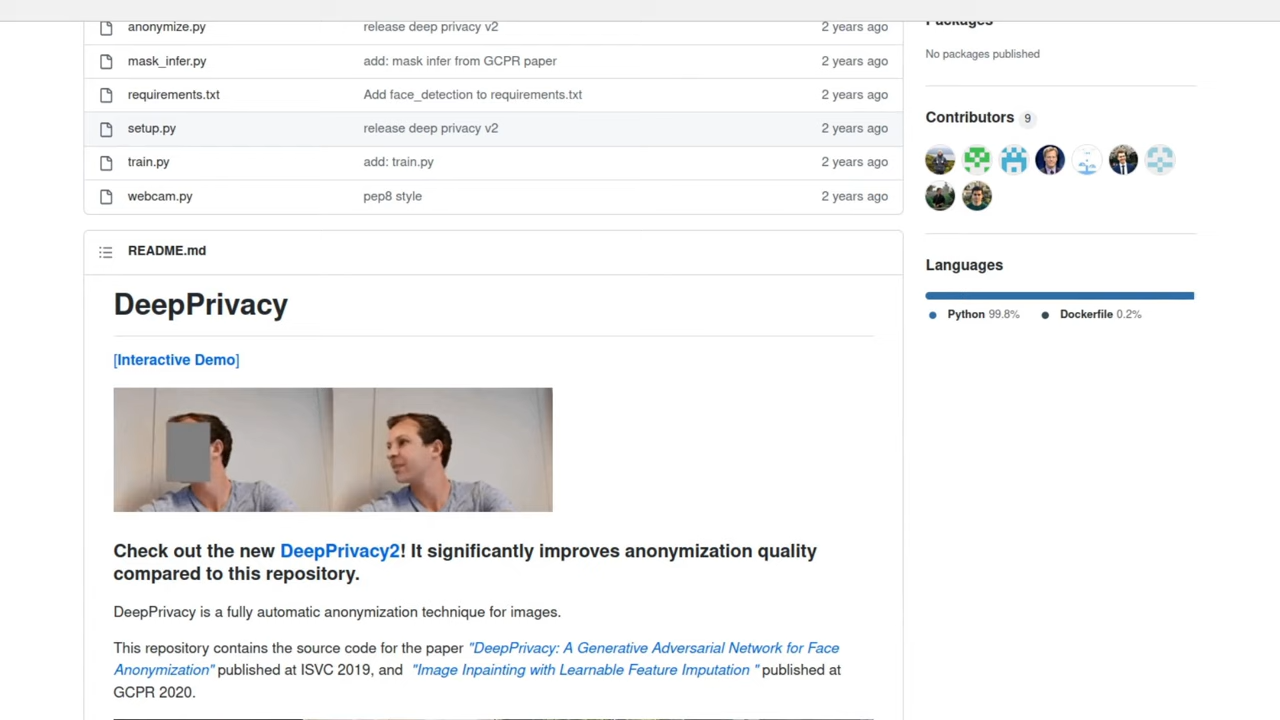 anonymize.py release deep privacy v2 2 years ago
mask_infer.py add: mask infer from GCPR paper 2 years ago
requirements.txt Add face_detection to requirements.txt 2 years ago
setup.py release deep privacy v2 2 years ago
train.py add: train.py 2 years ago
webcam.py pep8 style 2 years ago
README.md
DeepPrivacy
[Interactive Demo]
Check out the new DeepPrivacy2! It significantly improves anonymization quality
compared to this repository.
DeepPrivacy is a fully automatic anonymization technique for images.
This repository contains the source code for the paper "DeepPrivacy: A Generative Adversarial Network for Face
Anonymization" published at ISVC 2019, and "Image Inpainting with Learnable Feature Imputation " published at
GCPR 2020.
Packages
No packages published
Contributors 9
Languages
Python 99.8% Dockerfile 0.2%